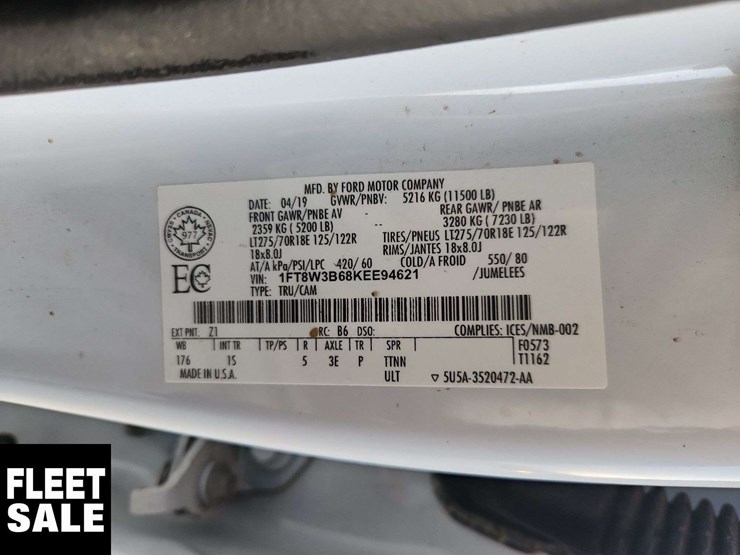 MFD. BY FORD MOTOR COMPANY
DATE: 04/19 GVWR/PNBV: 5216 KG (11500 LB)
FRONT GAWR/PNBE AV REAR GAWR/ PNBE AR
2359 KG ( 5200 LB) 3280 KG ( 7230 LB)
LT275/70R18E 125/122R TIRES/PNEUS LT275/70R18E 125/122R
18x8.0J RIMS/JANTES 18x8.0J
AT/A kPa/PSI/LPC 420/ 60 COLD/A FROID 550/ 80
VIN: 1FT8W3B68KEE94621 /JUMELEES
TYPE: TRU/CAM
CANADA
977
TRANSPORT
EC
EXT PNT: Z1 RC: B6 DSO: COMPLIES: ICES/NMB-002
WB INT TR TP/PS R AXLE TR SPR F0573
176 1S 5 3E P TTNN T1162
MADE IN U.S.A. ULT ▽ 5U5A-3520472-AA
FLEET
SALE